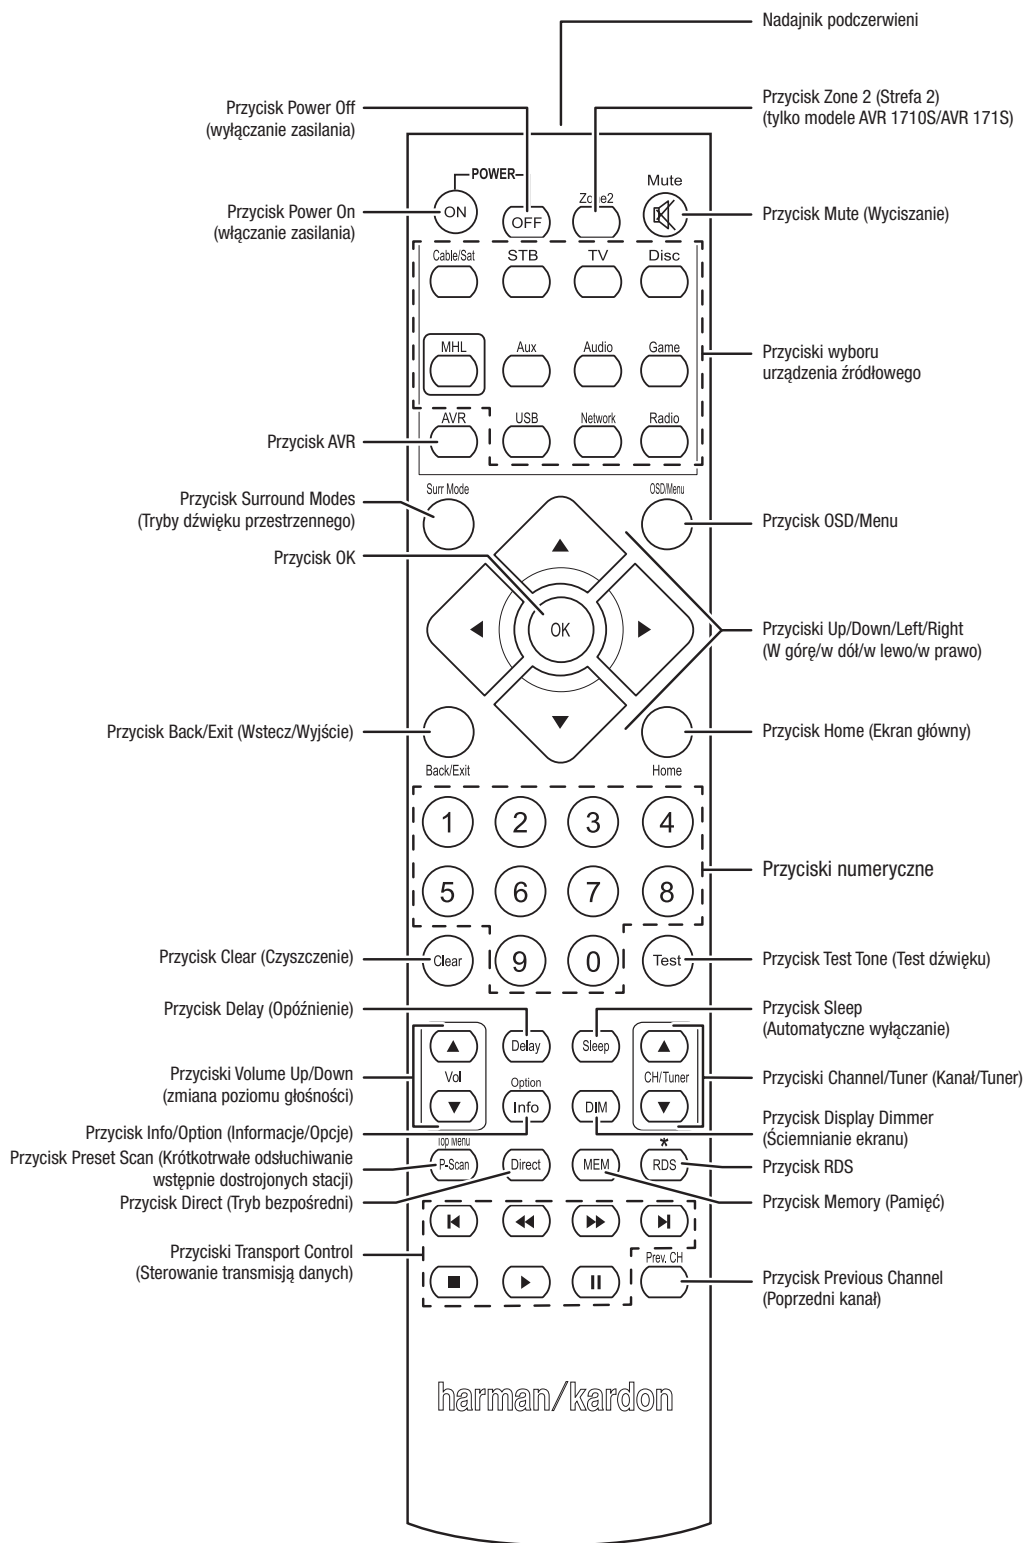 Nadajnik podczerwieni
Przycisk Power Off
(wyłączanie zasilania)
Przycisk Zone 2 (Strefa 2)
(tylko modele AVR 1710S/AVR 171S)
POWER
Mute
Zone2
ON
OFF
Przycisk Power On
(włączanie zasilania)
Przycisk Mute (Wyciszanie)
Cable/Sat
STB
TV
Disc
MHL
Aux
Audio
Game
Przyciski wyboru
urządzenia źródłowego
AVR
USB
Network
Radio
Przycisk AVR
Surr Mode
OSD/Menu
Przycisk Surround Modes
(Tryby dźwięku przestrzennego)
Przycisk OSD/Menu
Przycisk OK
OK
Przyciski Up/Down/Left/Right
(W górę/w dół/w lewo/w prawo)
Przycisk Back/Exit (Wstecz/Wyjście)
Przycisk Home (Ekran główny)
Back/Exit
Home
1
2
3
4
Przyciski numeryczne
5
6
7
8
Przycisk Clear (Czyszczenie)
Clear
9
0
Test
Przycisk Test Tone (Test dźwięku)
Przycisk Delay (Opóźnienie)
Przycisk Sleep
(Automatyczne wyłączanie)
Delay
Sleep
Vol
CH/Tuner
Przyciski Volume Up/Down
(zmiana poziomu głośności)
Przyciski Channel/Tuner (Kanał/Tuner)
Option
Info
DIM
Przycisk Display Dimmer
(Ściemnianie ekranu)
Przycisk Info/Option (Informacje/Opcje)
Top Menu
*
Przycisk Preset Scan (Krótkotrwałe odsłuchiwanie
wstępnie dostrojonych stacji)
P-Scan
Direct
MEM
RDS
Przycisk RDS
Przycisk Direct (Tryb bezpośredni)
Przycisk Memory (Pamięć)
Przyciski Transport Control
(Sterowanie transmisją danych)
Prev. CH
Przycisk Previous Channel
(Poprzedni kanał)
harman/kardon